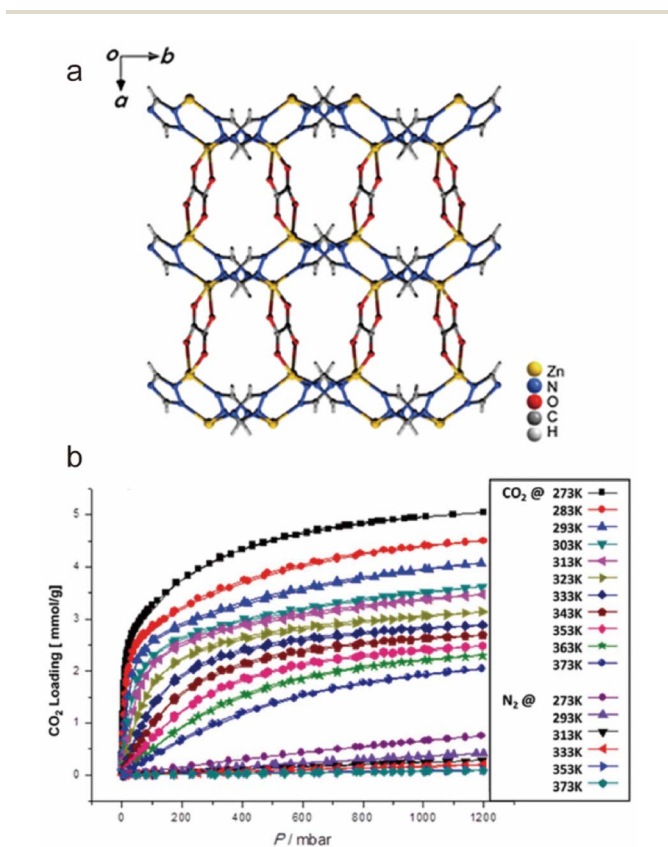 a
o
b
a
Zn
N
O
C
H
b
CO₂ Loading [ mmol/g]
5
4
3
2
1
0
0 200 400 600 800 1000 1200
P / mbar
CO₂ @ 273K
283K
293K
303K
313K
323K
333K
343K
353K
363K
373K
N₂ @ 273K
293K
313K
333K
353K
373K